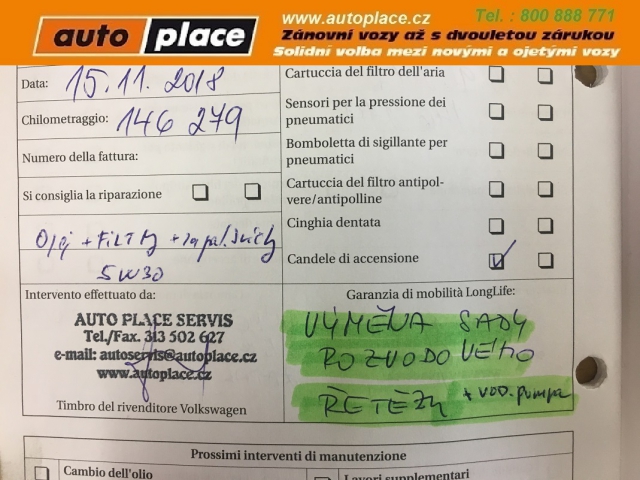 www.autoplace.cz
Tel. : 800 888 771
auto place
Zánovní vozy až s dvouletou zárukou
Solidní volba mezi novými a ojetými vozy
Data: 15.11.2018
Chilometraggio: 146 279
Numero della fattura:
Si consiglia la riparazione
Olej + FILTRY + zapal. svíčky
5W30
Cartuccia del filtro dell'aria
Sensori per la pressione dei
pneumatici
Bomboletta di sigillante per
pneumatici
Cartuccia del filtro antipol-
vere/antipolline
Cinghia dentata
Candele di accensione
Intervento effettuato da:
AUTO PLACE SERVIS
Tel./Fax. 313 502 627
e-mail: autoservis@autoplace.cz
www.autoplace.cz
Timbro del rivenditore Volkswagen
Garanzia di mobilità LongLife:
VÝMĚNA SADY
ROZVODOVÉHO
ŘETĚZU + VOD. pumpa
Prossimi interventi di manutenzione
Cambio dell'olio
Lavori supplementari